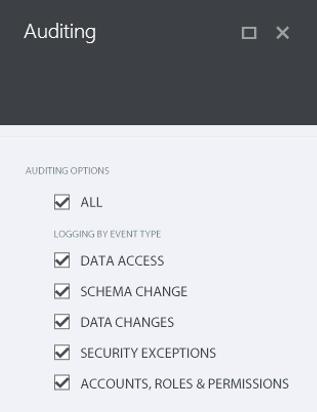 Auditing
AUDITING OPTIONS
ALL
LOGGING BY EVENT TYPE
DATA ACCESS
SCHEMA CHANGE
DATA CHANGES
SECURITY EXCEPTIONS
ACCOUNTS, ROLES & PERMISSIONS